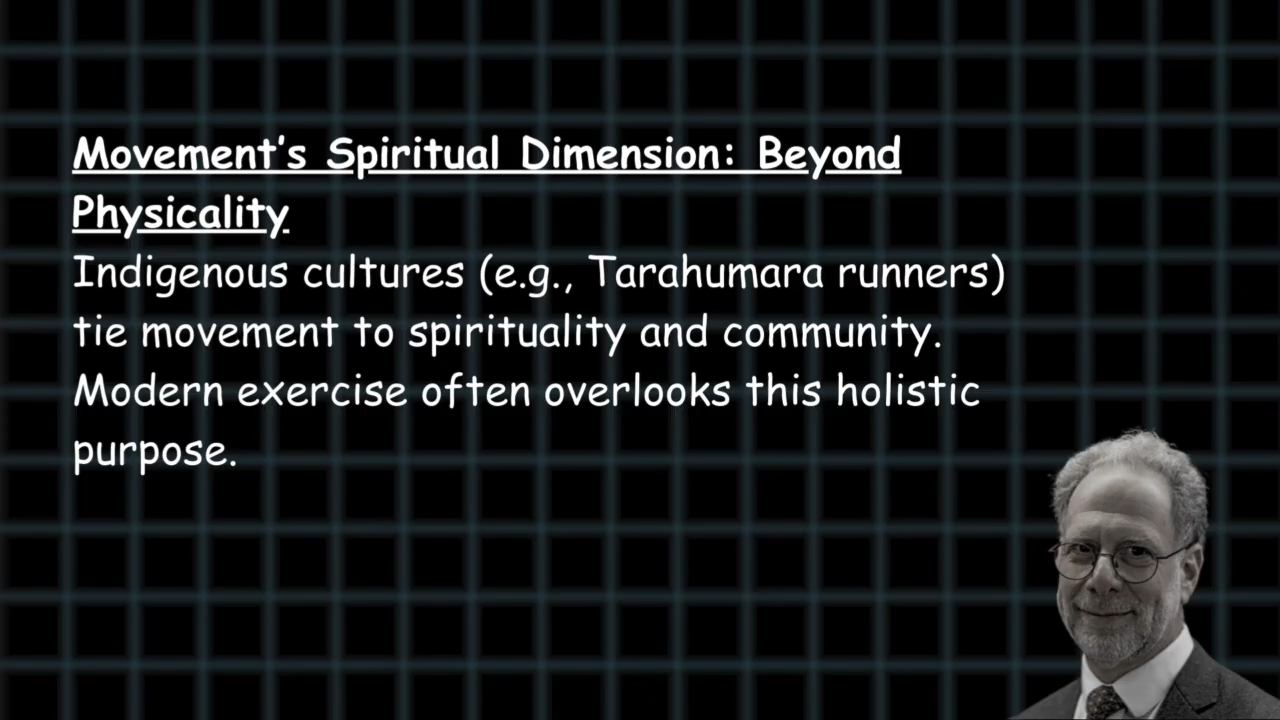 Movement's Spiritual Dimension: Beyond
Physicality
Indigenous cultures (e.g., Tarahumara runners)
tie movement to spirituality and community.
Modern exercise often overlooks this holistic
purpose.